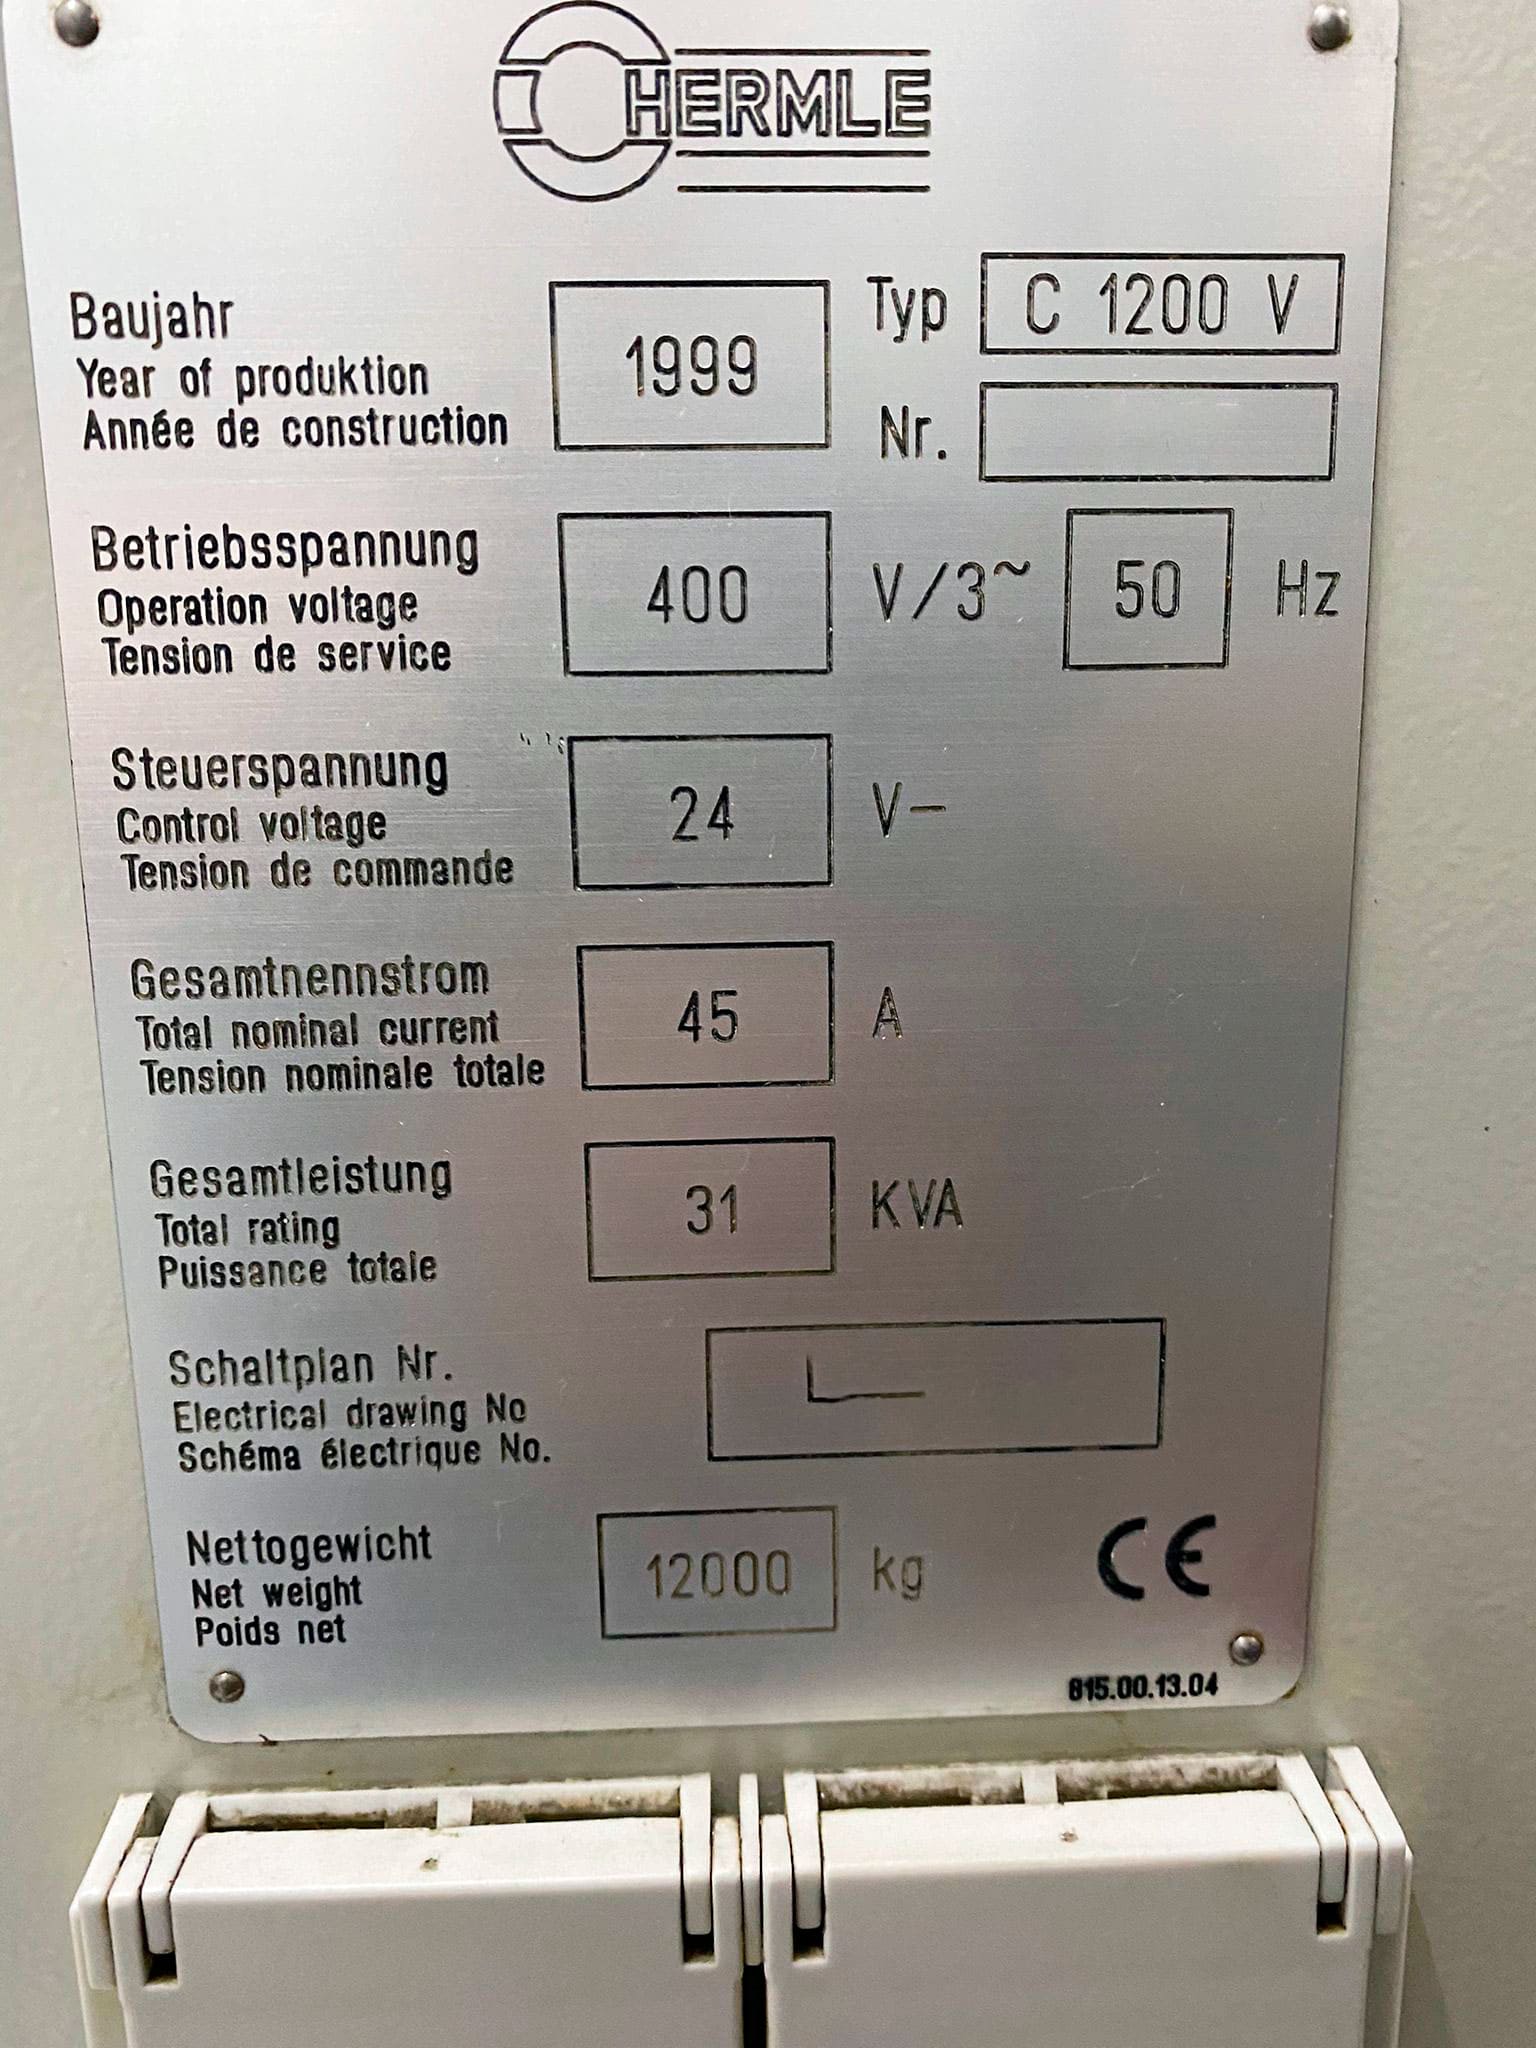 HERMLE
Baujahr
Year of produktion
Année de construction
1999
Typ C 1200 V
Nr.
Betriebsspannung
Operation voltage
Tension de service
400 V/3~ 50 Hz
Steuerspannung
Control voltage
Tension de commande
24 V-
Gesamtnennstrom
Total nominal current
Tension nominale totale
45 A
Gesamtleistung
Total rating
Puissance totale
31 KVA
Schaltplan Nr.
Electrical drawing No
Schéma électrique No.
Nettogewicht
Net weight
Poids net
12000 kg
CE
815.00.13.04